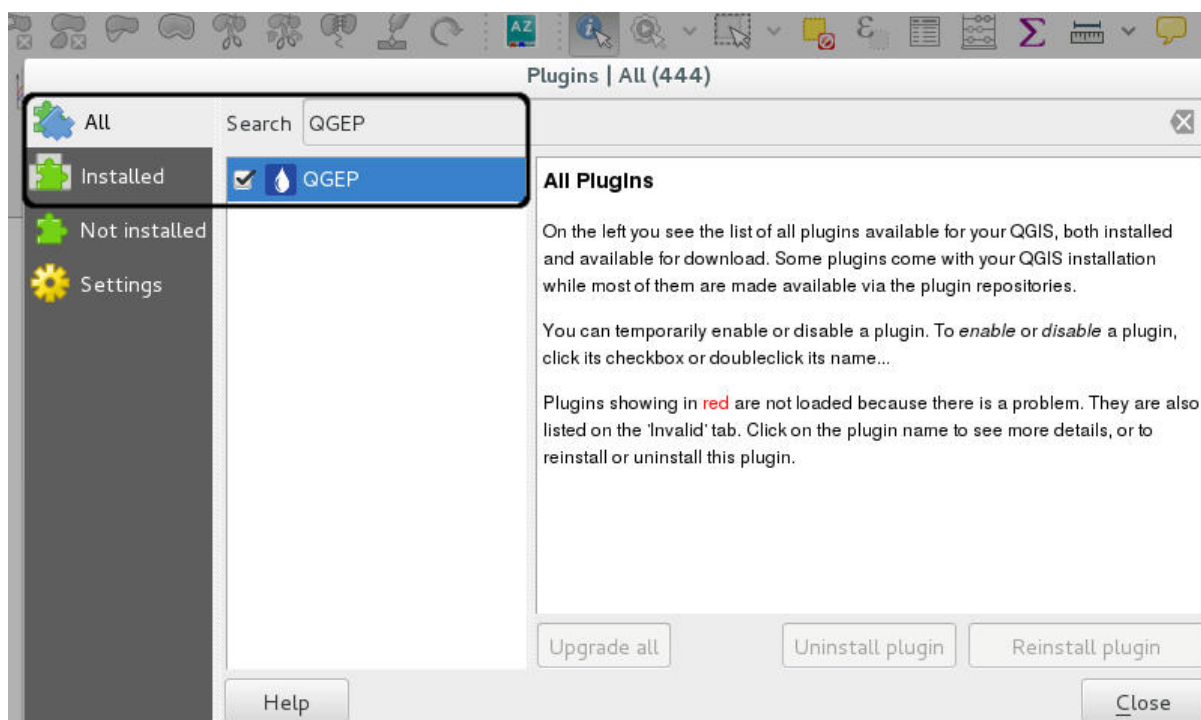 AZ
ε
Σ
Plugins | All (444)
All
Search QGEP
Installed
QGEP
Not installed
Settings
All Plugins
On the left you see the list of all plugins available for your QGIS, both installed
and available for download. Some plugins come with your QGIS installation
while most of them are made available via the plugin repositories.
You can temporarily enable or disable a plugin. To enable or disable a plugin,
click its checkbox or doubleclick its name...
Plugins showing in red are not loaded because there is a problem. They are also
listed on the 'Invalid' tab. Click on the plugin name to see more details, or to
reinstall or uninstall this plugin.
Upgrade all
Uninstall plugin
Reinstall plugin
Help
Close